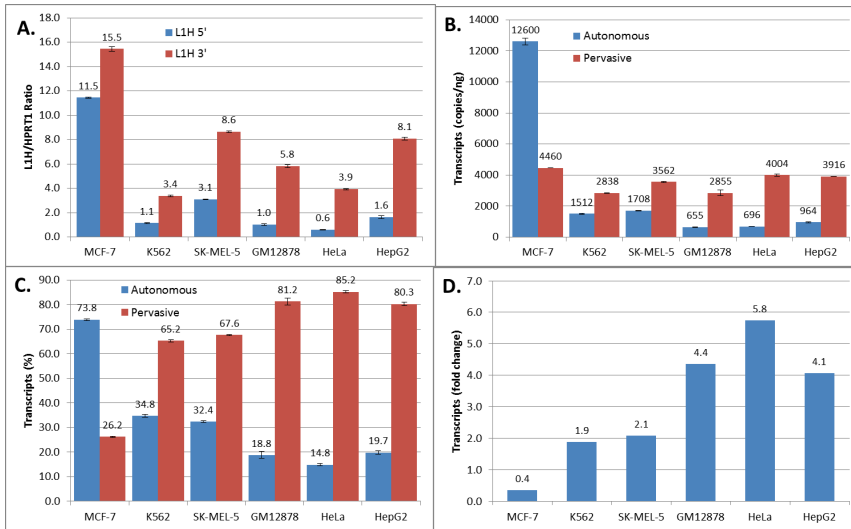 A.
L1H 5'
L1H 3'
L1H/HPRT1 Ratio
18.0
16.0
14.0
12.0
10.0
8.0
6.0
4.0
2.0
0.0
11.5
15.5
1.1
3.4
3.1
8.6
1.0
5.8
0.6
3.9
1.6
8.1
MCF-7
K562
SK-MEL-5
GM12878
HeLa
HepG2
B.
Autonomous
Pervasive
Transcripts (copies/ng)
14000
12000
10000
8000
6000
4000
2000
0
12600
4460
1512
2838
1708
3562
655
2855
696
4004
964
3916
MCF-7
K562
SK-MEL-5
GM12878
HeLa
HepG2
C.
Autonomous
Pervasive
Transcripts (%)
90.0
80.0
70.0
60.0
50.0
40.0
30.0
20.0
10.0
0.0
73.8
26.2
34.8
65.2
32.4
67.6
18.8
81.2
14.8
85.2
19.7
80.3
MCF-7
K562
SK-MEL-5
GM12878
HeLa
HepG2
D.
Transcripts (fold change)
7.0
6.0
5.0
4.0
3.0
2.0
1.0
0.0
0.4
1.9
2.1
4.4
5.8
4.1
MCF-7
K562
SK-MEL-5
GM12878
HeLa
HepG2